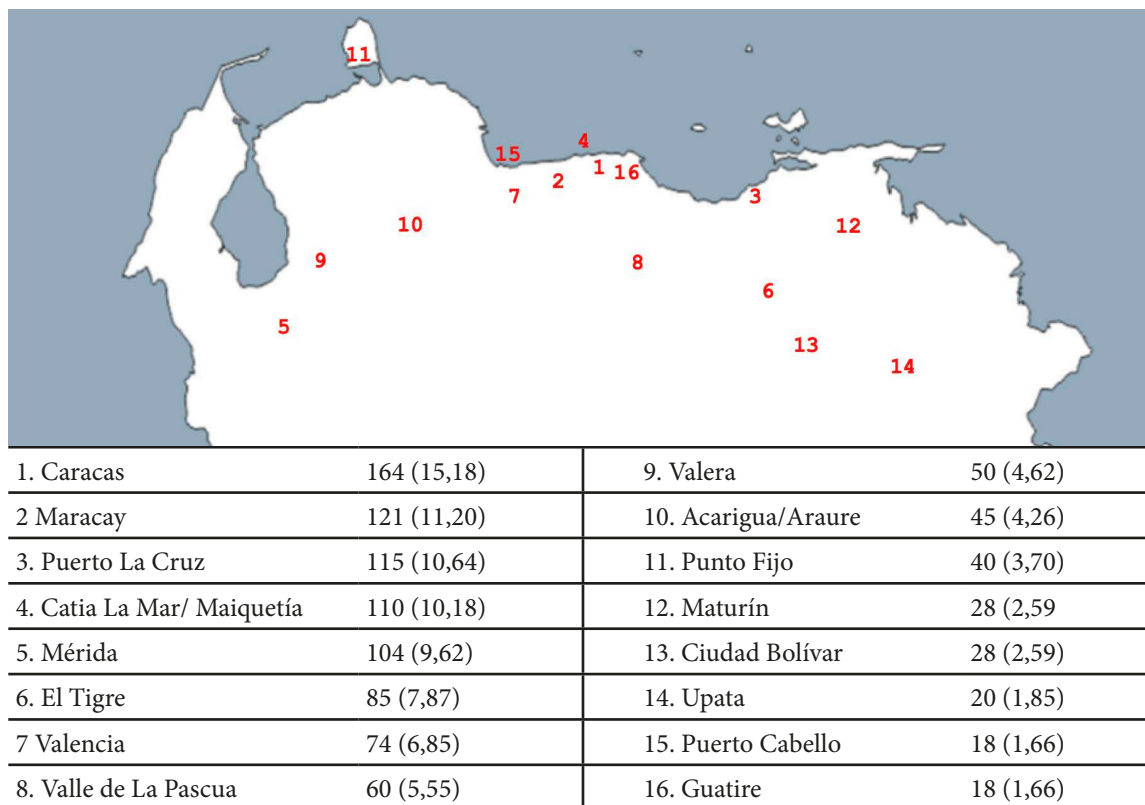 11
4
15
1
16
2
7
3
10
12
9
8
6
5
13
14
1. Caracas 164 (15,18) 9. Valera 50 (4,62)
2 Maracay 121 (11,20) 10. Acarigua/Araure 45 (4,26)
3. Puerto La Cruz 115 (10,64) 11. Punto Fijo 40 (3,70)
4. Catia La Mar/ Maiquetía 110 (10,18) 12. Maturín 28 (2,59
5. Mérida 104 (9,62) 13. Ciudad Bolívar 28 (2,59)
6. El Tigre 85 (7,87) 14. Upata 20 (1,85)
7 Valencia 74 (6,85) 15. Puerto Cabello 18 (1,66)
8. Valle de La Pascua 60 (5,55) 16. Guatire 18 (1,66)